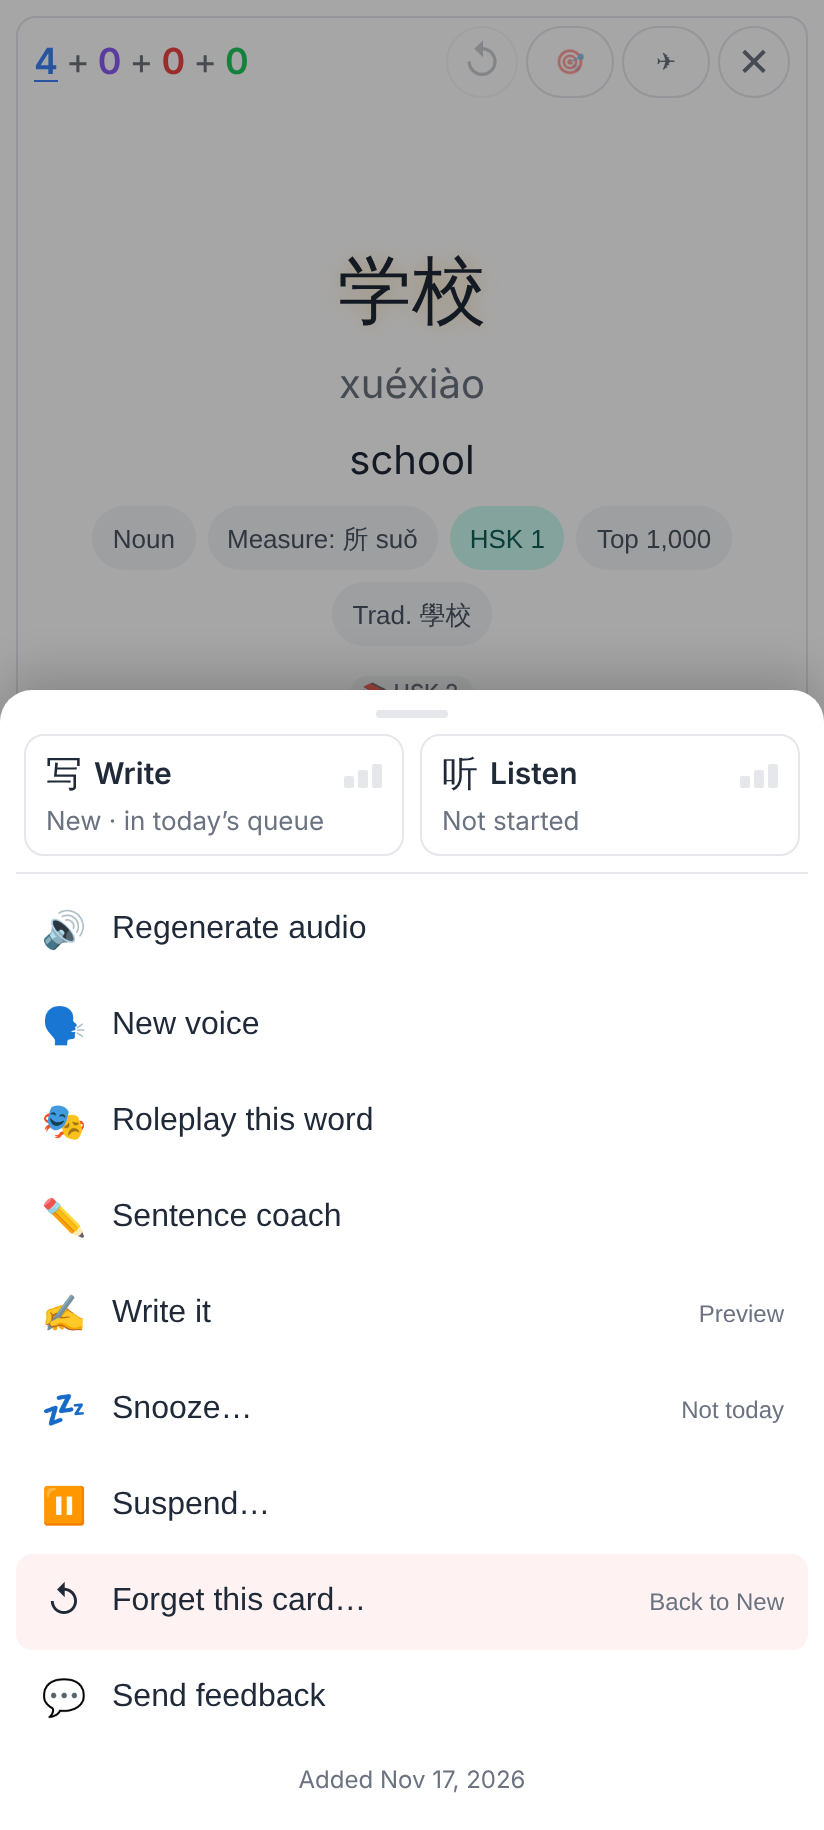 4 + 0 + 0 + 0
学校
xuéxiào
school
Noun
Measure: 所 suǒ
HSK 1
Top 1,000
Trad. 學校
写 Write
New · in today’s queue
听 Listen
Not started
Regenerate audio
New voice
Roleplay this word
Sentence coach
Write it
Preview
Snooze…
Not today
Suspend…
Forget this card…
Back to New
Send feedback
Added Nov 17, 2026